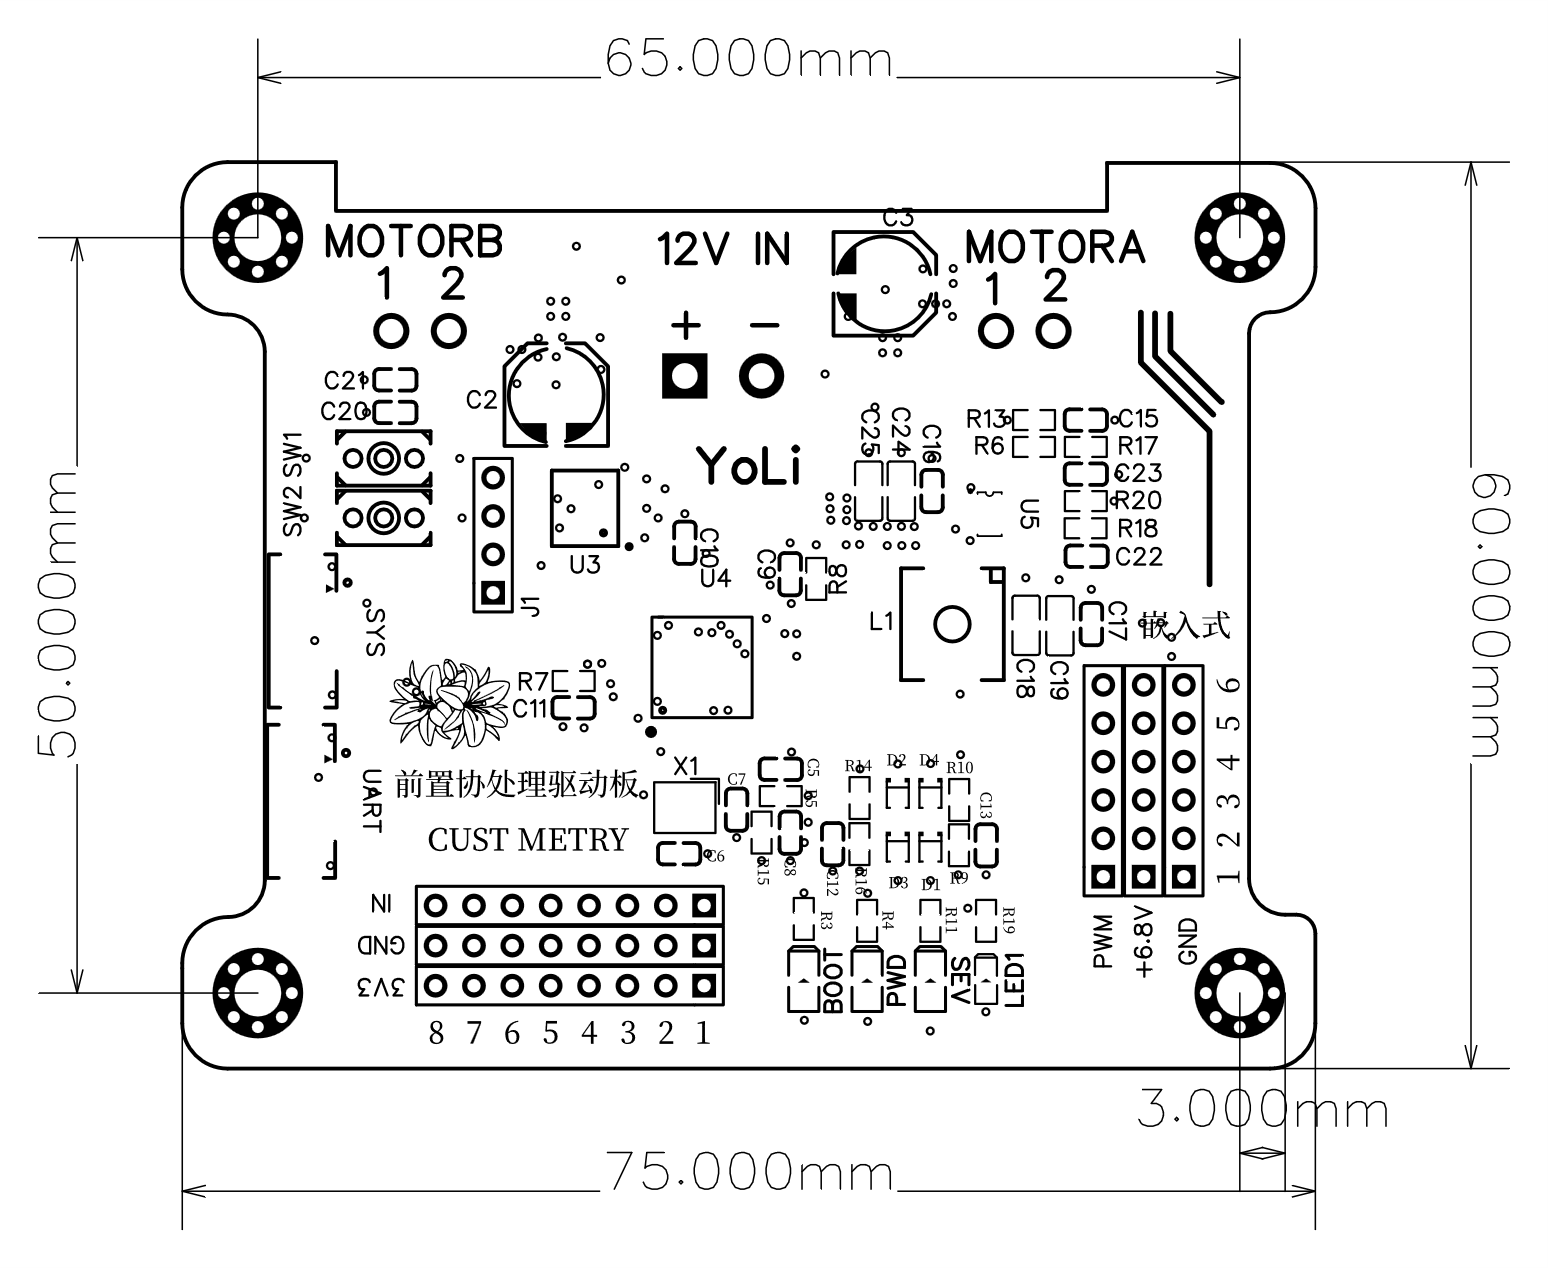 65.000mm
C3
MOTORB
12V IN
MOTORA
1 2
1 2
+ −
C21
C2
C20
SW1
SW2
YoLi
C25
C24
C16
R13
C15
R6
R17
C23
R20
U5
R18
C22
50.000mm
60.000mm
U3
C10
U4
C9
R8
J1
SYS
L1
C17
嵌入式
C18
C19
R7
C11
6
5
4
3
2
1
UART
前置协处理驱动板
X1
C7
C5
R5
R14
D2
D4
R10
C13
CUST METRY
C6
R15
C8
C12
R16
D3
D1
R9
IN
GND
3V3
R3
R4
R11
R19
PWM
+6.8V
GND
BOOT
PWD
SEV
LED1
8 7 6 5 4 3 2 1
3.000mm
75.000mm